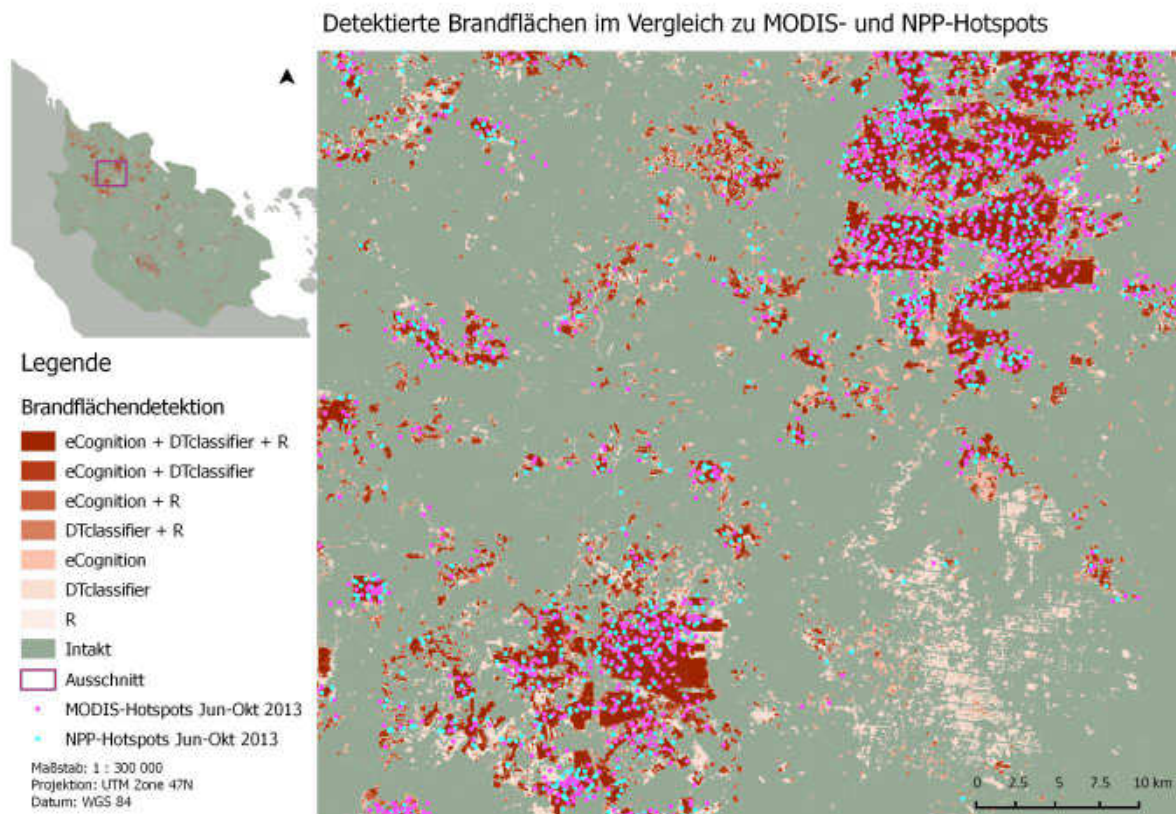 Detektierte Brandflächen im Vergleich zu MODIS- und NPP-Hotspots
Legende
Brandflächendetektion
eCognition + DTclassifier + R
eCognition + DTclassifier
eCognition + R
DTclassifier + R
eCognition
DTclassifier
R
Intakt
Ausschnitt
MODIS-Hotspots Jun-Okt 2013
NPP-Hotspots Jun-Okt 2013
Maßstab: 1 : 300 000
Projektion: UTM Zone 47N
Datum: WGS 84
0 2.5 5 7.5 10 km